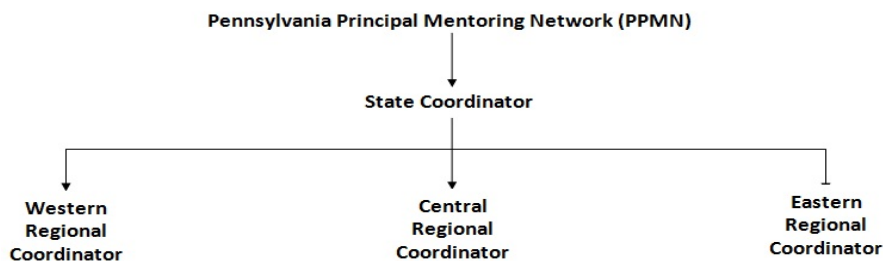 Pennsylvania Principal Mentoring Network (PPMN)
State Coordinator
Western
Regional
Coordinator
Central
Regional
Coordinator
Eastern
Regional
Coordinator